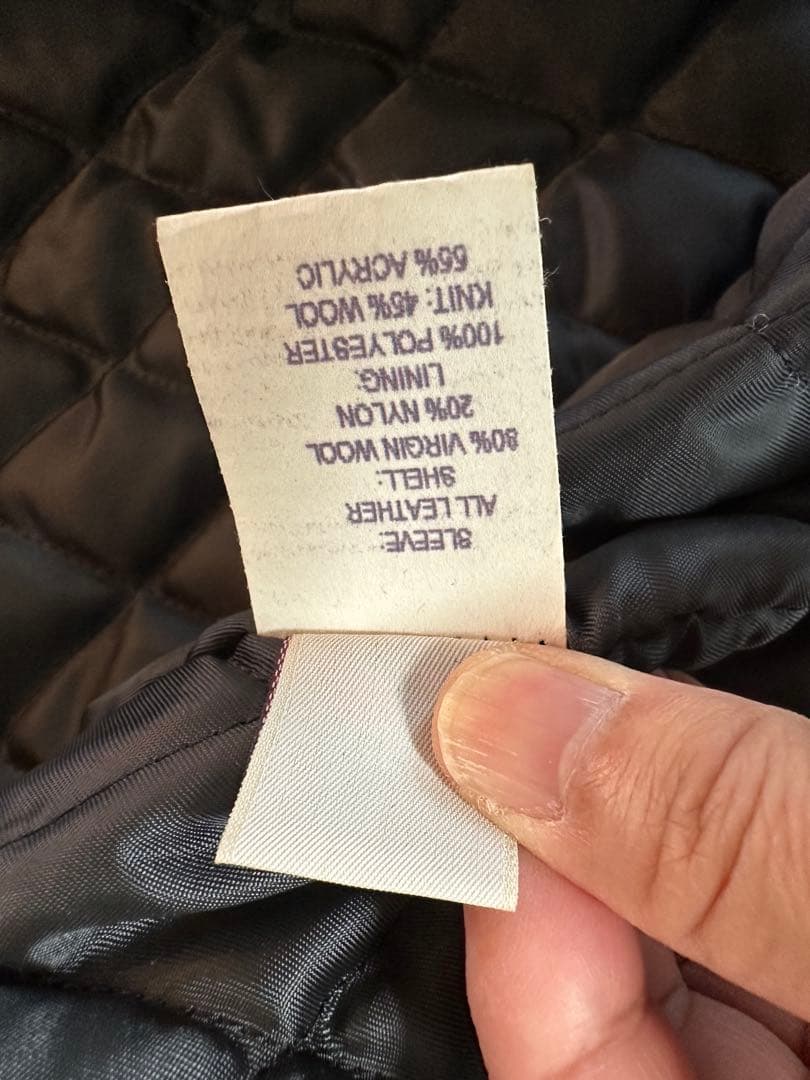 SLEEVE:
ALL LEATHER
SHELL:
80% VIRGIN WOOL
20% NYLON
LINING:
100% POLYESTER
KNIT: 45% WOOL
55% ACRYLIC